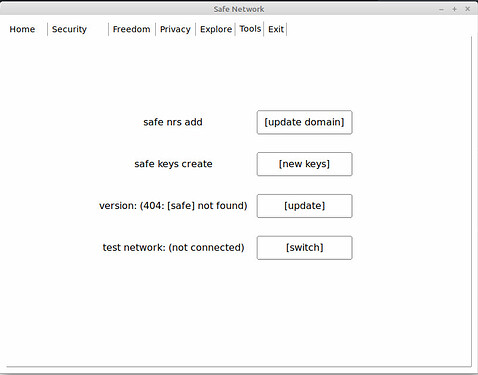 Safe Network
Home Security Freedom Privacy Explore Tools Exit
safe nrs add [update domain]
safe keys create [new keys]
version: (404: [safe] not found) [update]
test network: (not connected) [switch]